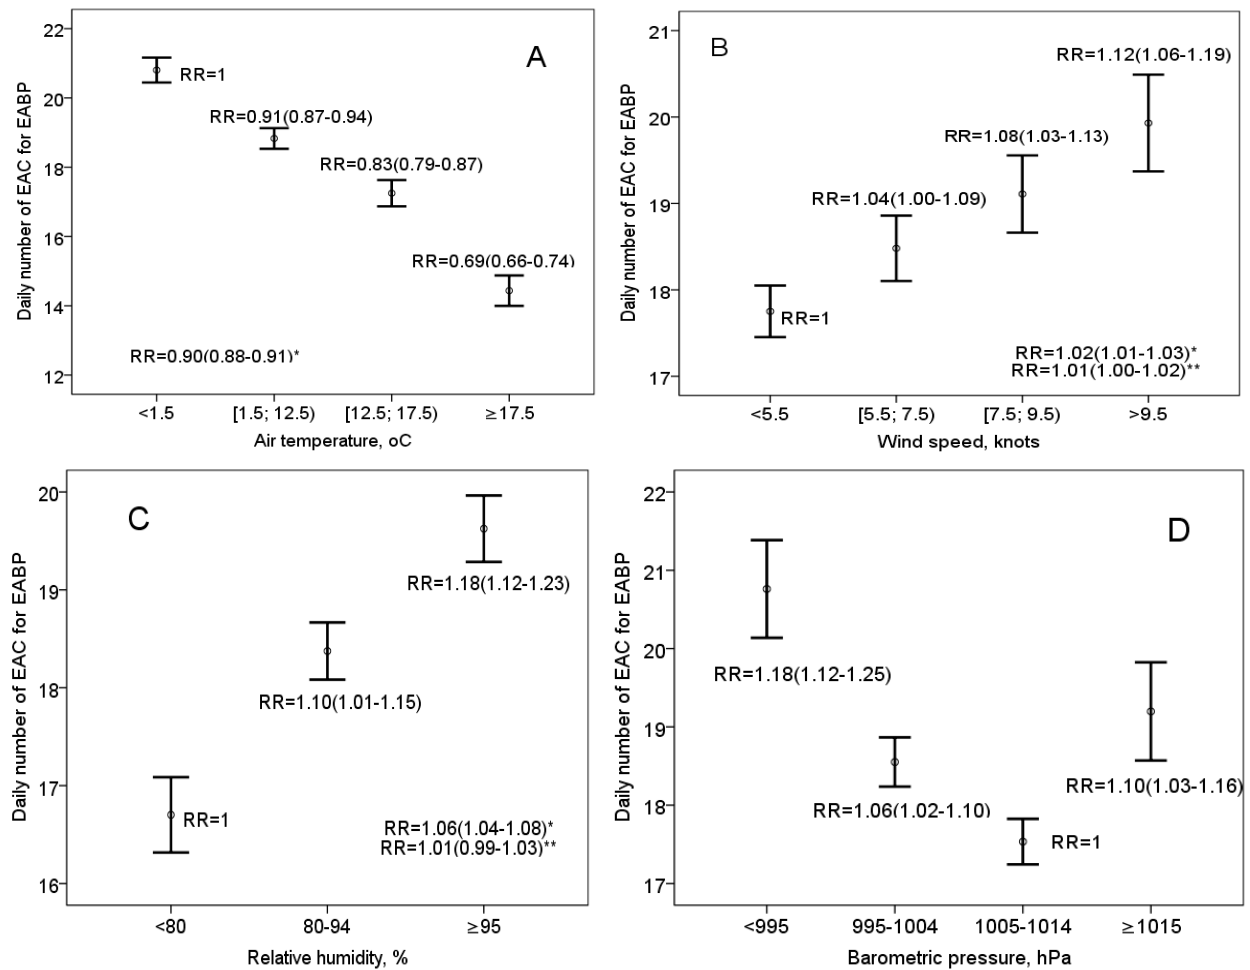 A
Daily number of EAC for EABP
22
20
18
16
14
12
RR=1
RR=0.91(0.87-0.94)
RR=0.83(0.79-0.87)
RR=0.69(0.66-0.74)
RR=0.90(0.88-0.91)*
<1.5
[1.5; 12.5)
[12.5; 17.5)
≥17.5
Air temperature, oC
B
Daily number of EAC for EABP
21
20
19
18
17
RR=1.12(1.06-1.19)
RR=1.08(1.03-1.13)
RR=1.04(1.00-1.09)
RR=1
RR=1.02(1.01-1.03)*
RR=1.01(1.00-1.02)**
<5.5
[5.5; 7.5)
[7.5; 9.5)
>9.5
Wind speed, knots
C
Daily number of EAC for EABP
20
19
18
17
16
RR=1.18(1.12-1.23)
RR=1.10(1.01-1.15)
RR=1
RR=1.06(1.04-1.08)*
RR=1.01(0.99-1.03)**
<80
80-94
≥95
Relative humidity, %
D
Daily number of EAC for EABP
22
21
20
19
18
17
RR=1.18(1.12-1.25)
RR=1.06(1.02-1.10)
RR=1.10(1.03-1.16)
RR=1
<995
995-1004
1005-1014
≥1015
Barometric pressure, hPa